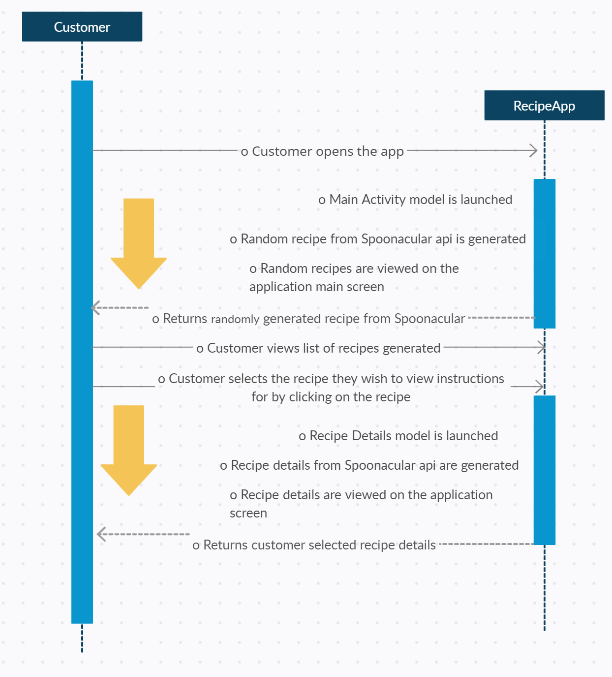 Customer
RecipeApp
o Customer opens the app
o Main Activity model is launched
o Random recipe from Spoonacular api is generated
o Random recipes are viewed on the
application main screen
o Returns randomly generated recipe from Spoonacular
o Customer views list of recipes generated
o Customer selects the recipe they wish to view instructions
for by clicking on the recipe
o Recipe Details model is launched
o Recipe details from Spoonacular api are generated
o Recipe details are viewed on the application
screen
o Returns customer selected recipe details